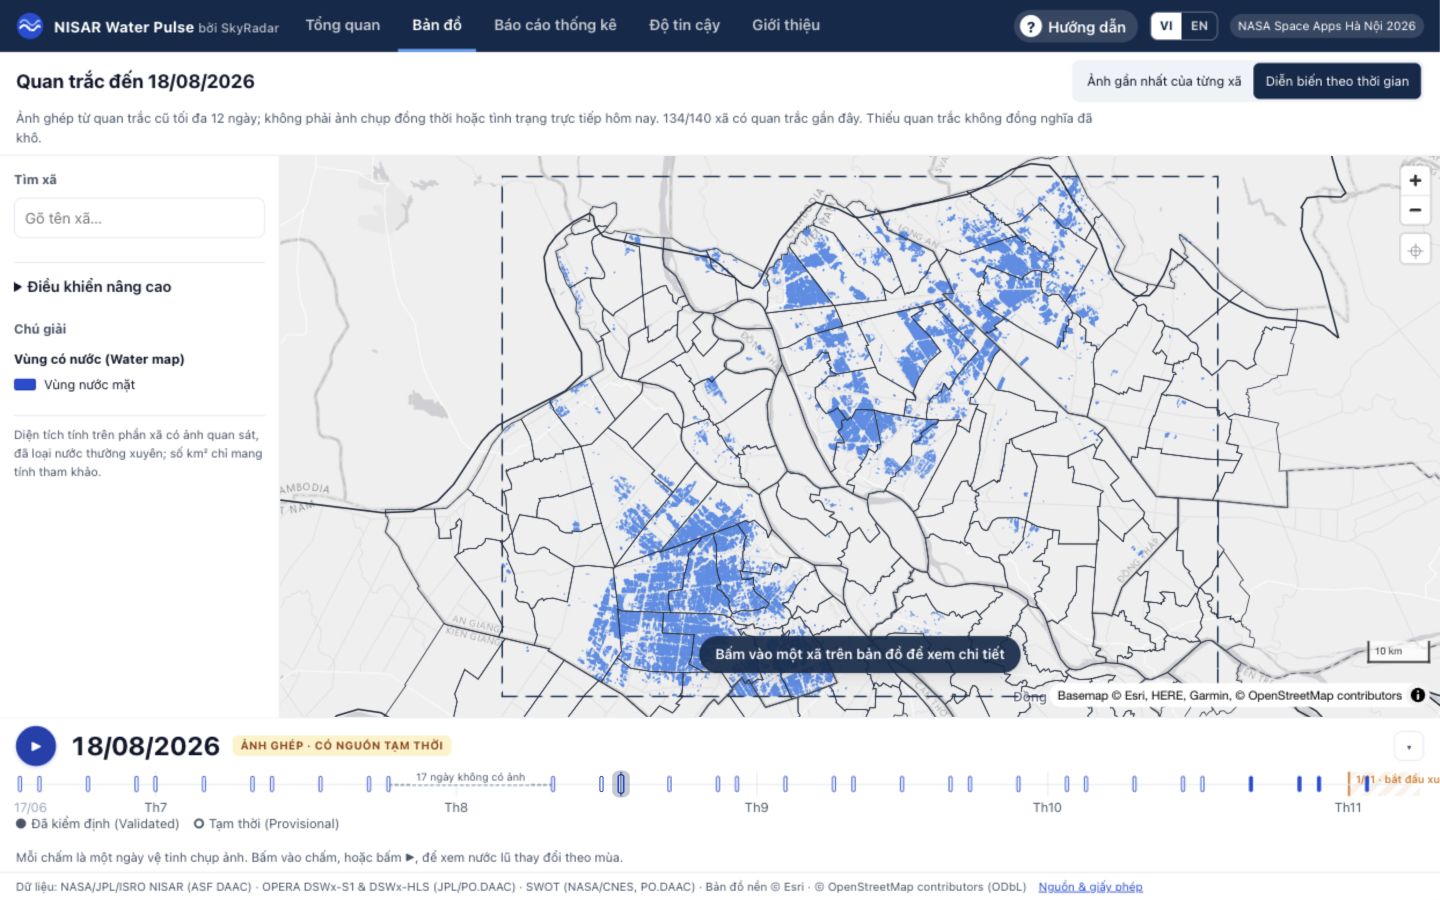 NISAR Water Pulse bởi SkyRadar
Tổng quan
Bản đồ
Báo cáo thống kê
Độ tin cậy
Giới thiệu
? Hướng dẫn
VI EN
NASA Space Apps Hà Nội 2026
Quan trắc đến 18/08/2026
Ảnh gần nhất của từng xã
Diễn biến theo thời gian
Ảnh ghép từ quan trắc cũ tối đa 12 ngày; không phải ảnh chụp đồng thời hoặc tình trạng trực tiếp hôm nay. 134/140 xã có quan trắc gần đây. Thiếu quan trắc không đồng nghĩa đã
khô.
Tìm xã
Gõ tên xã...
Điều khiển nâng cao
Chú giải
Vùng có nước (Water map)
Vùng nước mặt
Diện tích tính trên phần xã có ảnh quan sát,
đã loại nước thường xuyên; số km² chỉ mang
tính tham khảo.
CAMBODIA
LONG AN
AMBODIA
T NAM
AN GIANG
KIEN GIANG
ĐỒNG THÁP
CẦN THƠ
Bấm vào một xã trên bản đồ để xem chi tiết
10 km
Đồng
Basemap © Esri, HERE, Garmin, © OpenStreetMap contributors
18/08/2026
ẢNH GHÉP · CÓ NGUỒN TẠM THỜI
17 ngày không có ảnh
1/11 · bắt đầu xu
17/06
Th7
Th8
Th9
Th10
Th11
Đã kiểm định (Validated)
Tạm thời (Provisional)
Mỗi chấm là một ngày vệ tinh chụp ảnh. Bấm vào chấm, hoặc bấm ▶, để xem nước lũ thay đổi theo mùa.
Dữ liệu: NASA/JPL/ISRO NISAR (ASF DAAC) · OPERA DSWx-S1 & DSWx-HLS (JPL/PO.DAAC) · SWOT (NASA/CNES, PO.DAAC) · Bản đồ nền © Esri · © OpenStreetMap contributors (ODbL)
Nguồn & giấy phép